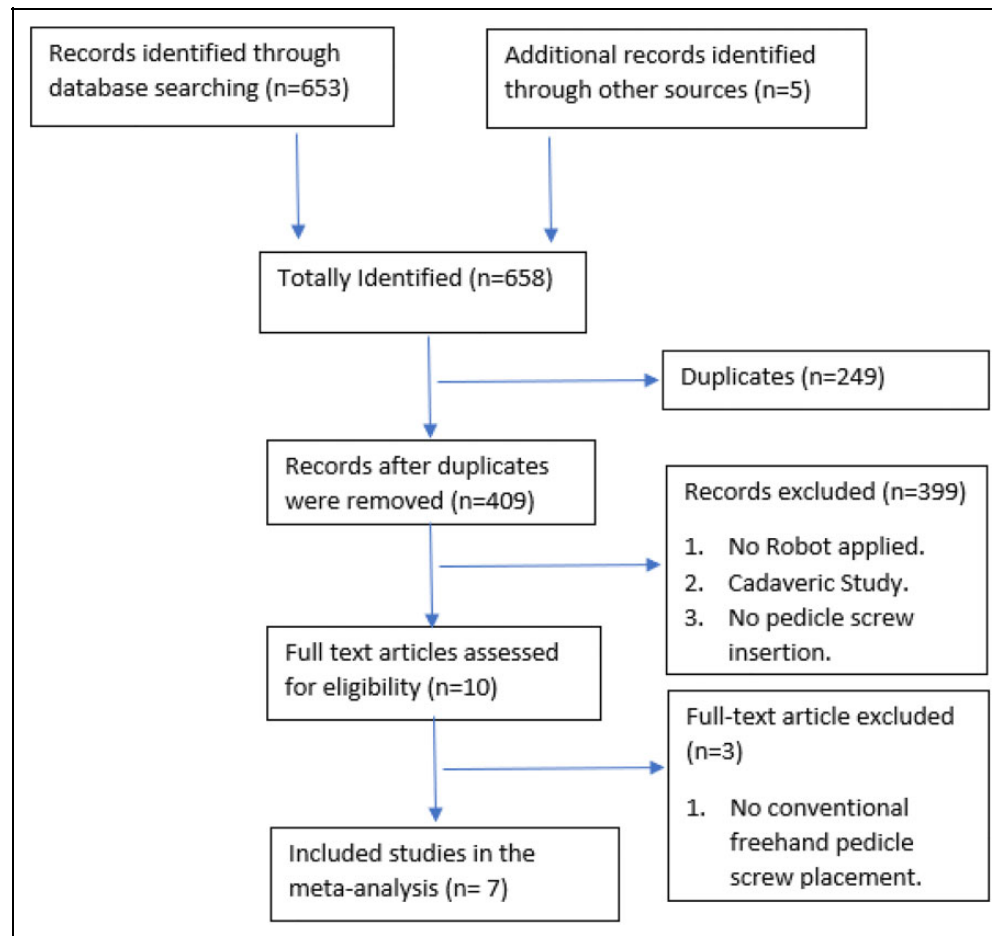 Records identified through
database searching (n=653)
Additional records identified
through other sources (n=5)
Totally Identified (n=658)
Duplicates (n=249)
Records after duplicates
were removed (n=409)
Records excluded (n=399)
1. No Robot applied.
2. Cadaveric Study.
3. No pedicle screw
insertion.
Full text articles assessed
for eligibility (n=10)
Full-text article excluded
(n=3)
1. No conventional
freehand pedicle
screw placement.
Included studies in the
meta-analysis (n= 7)